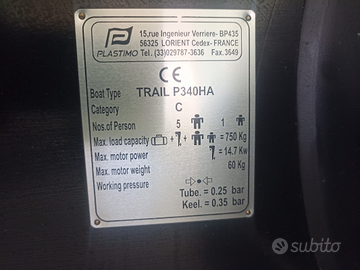 15,rue Ingenieur Verriere-BP435
56325 LORIENT Cedex-FRANCE
PLASTIMO Tel.(33)029787-3636 Fax.3649
CE
Boat Type TRAIL P340HA
Category C
Nos.of Person 5 1
Max. load capacity + + =750 Kg
Max. motor power =14.7 Kw
Max. motor weight 60 Kg
Working pressure
Tube. = 0.25 bar
Keel. = 0.35 bar
subito